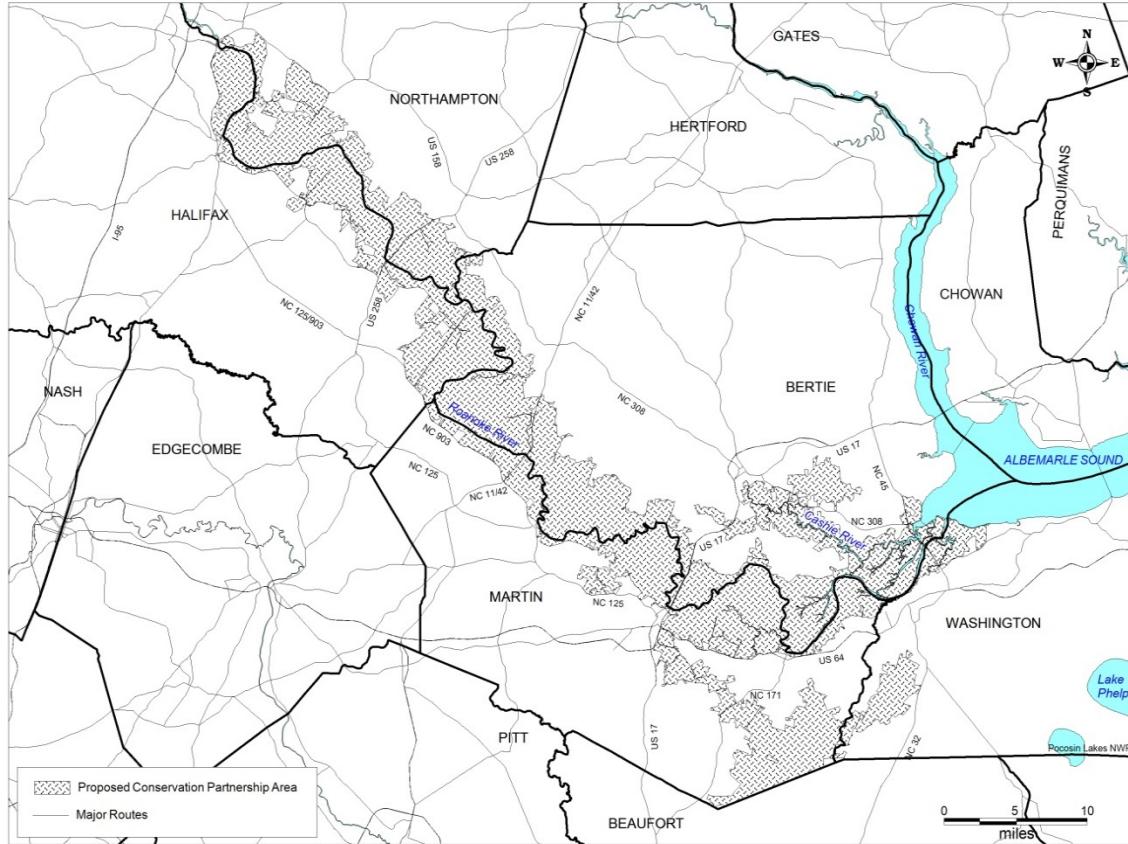 GATES
N
W E
S
NORTHAMPTON
HERTFORD
US 158
US 258
PERQUIMANS
HALIFAX
I-95
CHOWAN
NC 11/42
US 258
NC 125/903
Chowan River
NASH
BERTIE
NC 308
Roanoke River
NC 903
EDGECOMBE
US 17
ALBEMARLE SOUND
NC 125
NC 45
NC 11/42
Cashie River
NC 308
US 17
MARTIN
NC 125
WASHINGTON
US 64
Lake
Phelp
NC 171
PITT
US 17
NC 32
Pocosin Lakes NWR
Proposed Conservation Partnership Area
Major Routes
BEAUFORT
0 5 10
miles